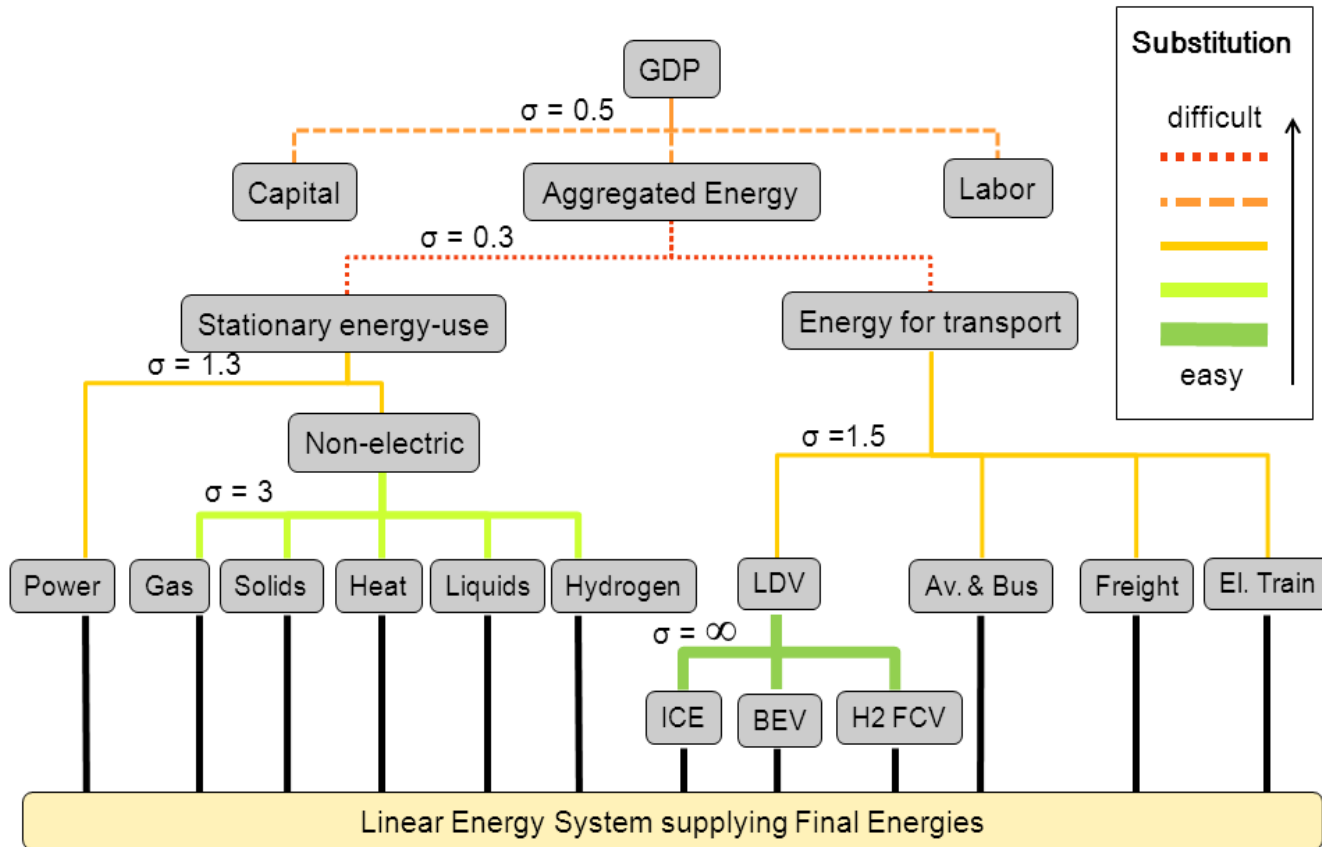 GDP
σ = 0.5
Capital
Aggregated Energy
Labor
σ = 0.3
Stationary energy-use
Energy for transport
σ = 1.3
Non-electric
σ =1.5
σ = 3
Power
Gas
Solids
Heat
Liquids
Hydrogen
LDV
Av. & Bus
Freight
El. Train
σ = ∞
ICE
BEV
H2 FCV
Linear Energy System supplying Final Energies
Substitution
difficult
easy